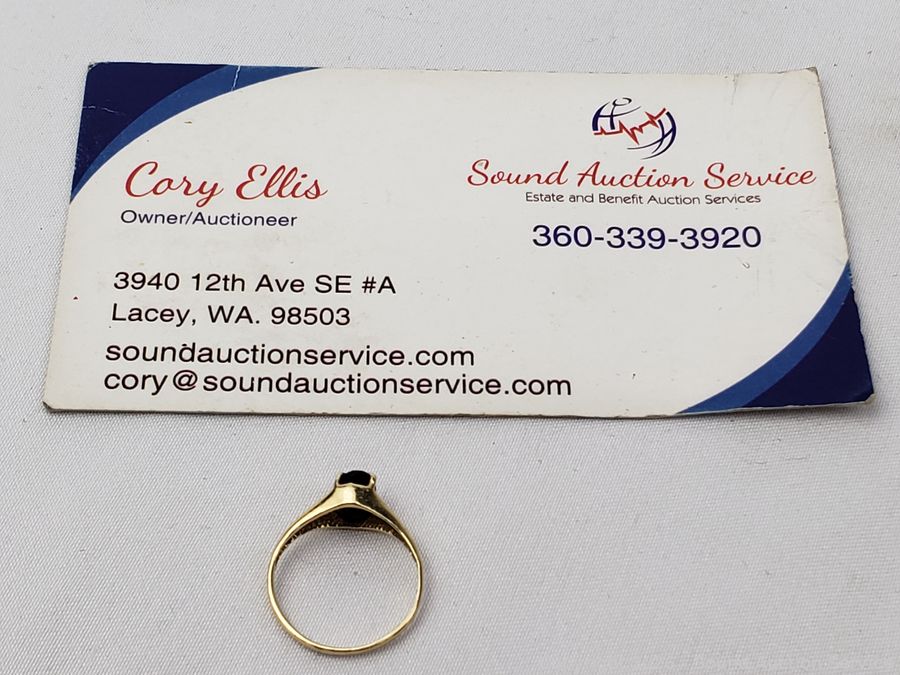 Cory Ellis
Owner/Auctioneer
3940 12th Ave SE #A
Lacey, WA. 98503
soundauctionservice.com
cory@soundauctionservice.com
Sound Auction Service
Estate and Benefit Auction Services
360-339-3920